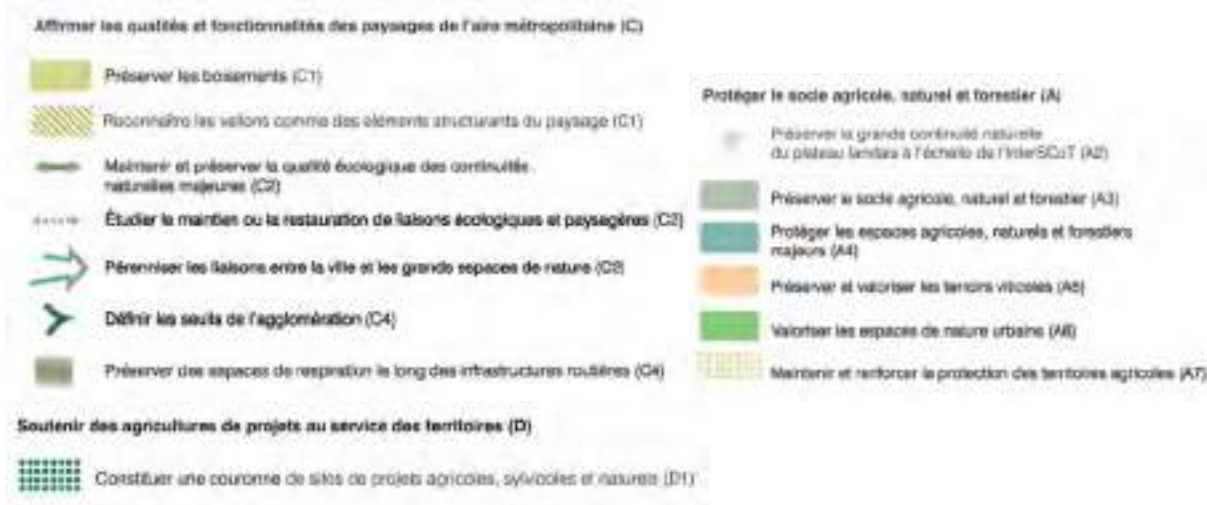 Affirmer les qualités et fonctionnalités des paysages de l'aire métropolitaine (C)
Préserver les boisements (C1)
Reconnaître les vallons comme des éléments structurants du paysage (C1)
Maintenir et préserver la qualité écologique des continuités
naturelles majeures (C2)
Étudier le maintien ou la restauration de liaisons écologiques et paysagères (C2)
Pérenniser les liaisons entre la ville et les grands espaces de nature (C3)
Définir les seuils de l'agglomération (C4)
Préserver des espaces de respiration le long des infrastructures routières (C4)
Soutenir des agricultures de projets au service des territoires (D)
Constituer une couronne de sites de projets agricoles, sylvicoles et naturels (D1)
Protéger le socle agricole, naturel et forestier (A)
Préserver la grande continuité naturelle
du plateau landais à l'échelle de l'InterSCoT (A2)
Préserver le socle agricole, naturel et forestier (A3)
Protéger les espaces agricoles, naturels et forestiers
majeurs (A4)
Préserver et valoriser les terroirs viticoles (A5)
Valoriser les espaces de nature urbains (A6)
Maintenir et renforcer la protection des territoires agricoles (A7)